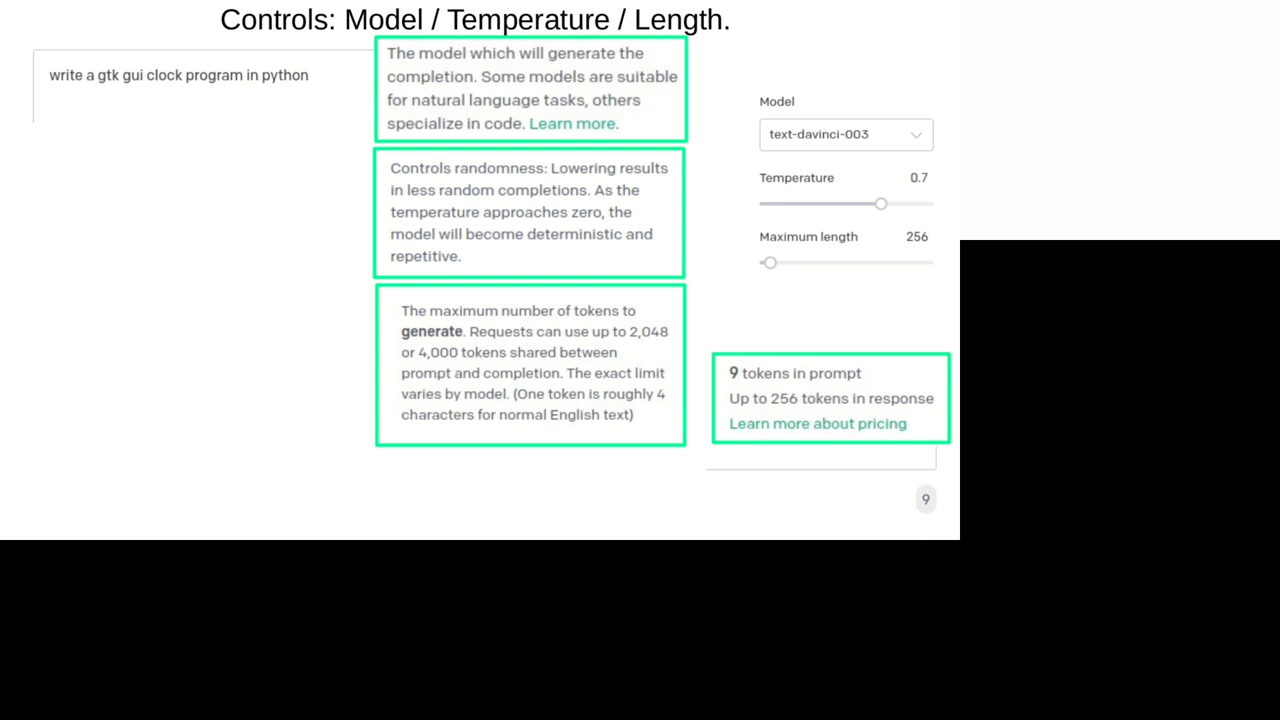 Controls: Model / Temperature / Length.
write a gtk gui clock program in python
The model which will generate the
completion. Some models are suitable
for natural language tasks, others
specialize in code. Learn more.
Controls randomness: Lowering results
in less random completions. As the
temperature approaches zero, the
model will become deterministic and
repetitive.
The maximum number of tokens to
generate. Requests can use up to 2,048
or 4,000 tokens shared between
prompt and completion. The exact limit
varies by model. (One token is roughly 4
characters for normal English text)
Model
text-davinci-003
Temperature 0.7
Maximum length 256
9 tokens in prompt
Up to 256 tokens in response
Learn more about pricing
9